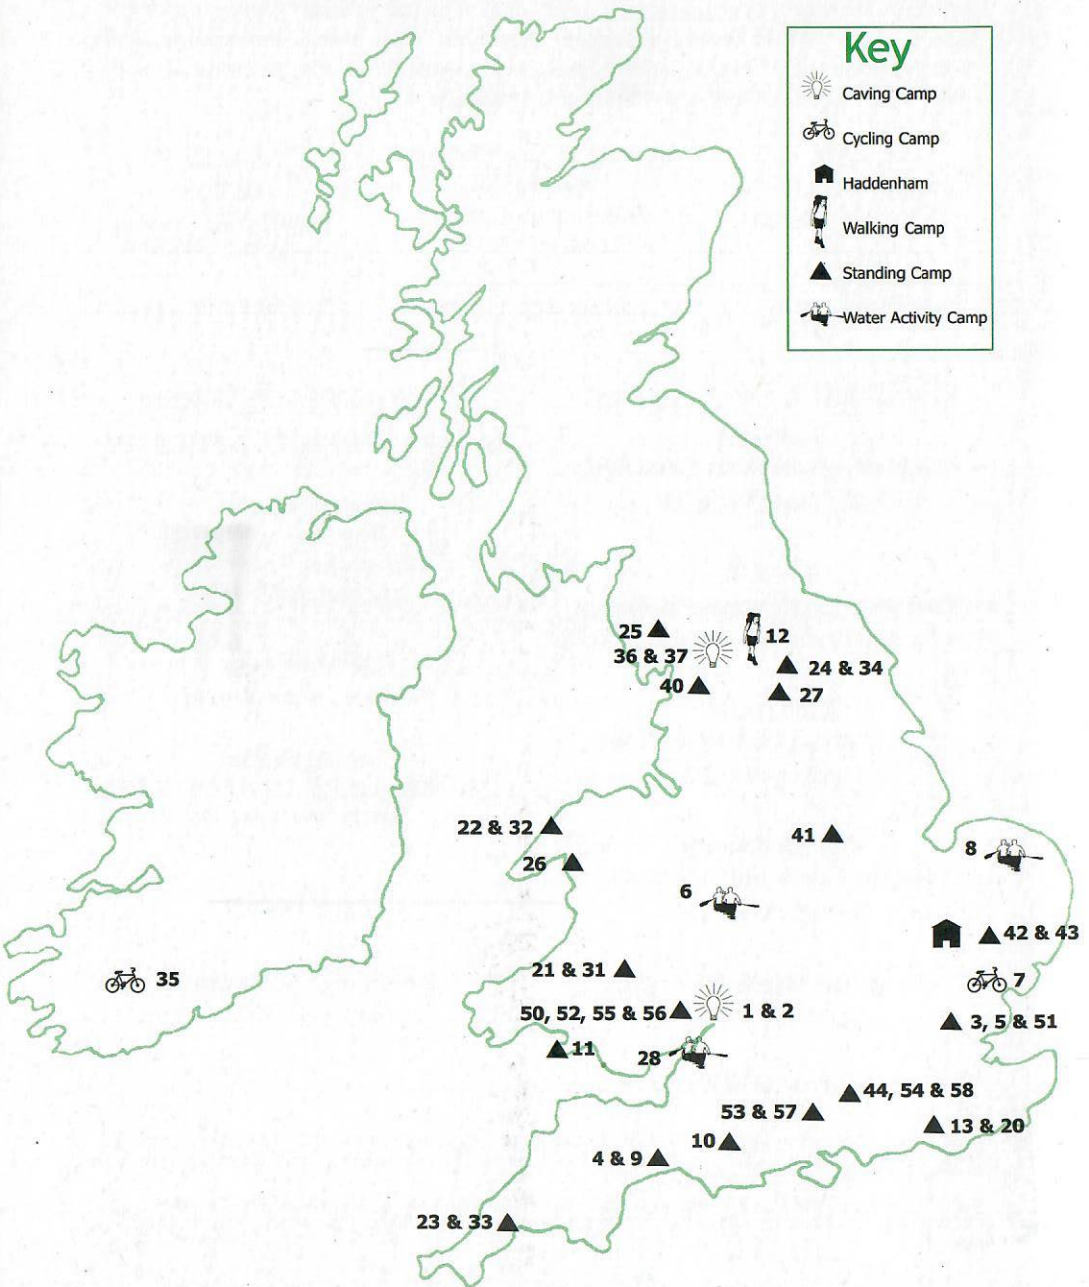 Key
Caving Camp
Cycling Camp
Haddenham
Walking Camp
Standing Camp
Water Activity Camp
25
12
36 & 37
24 & 34
40
27
22 & 32
41
8
26
6
42 & 43
35
21 & 31
7
50, 52, 55 & 56
1 & 2
3, 5 & 51
11
28
44, 54 & 58
53 & 57
13 & 20
10
4 & 9
23 & 33